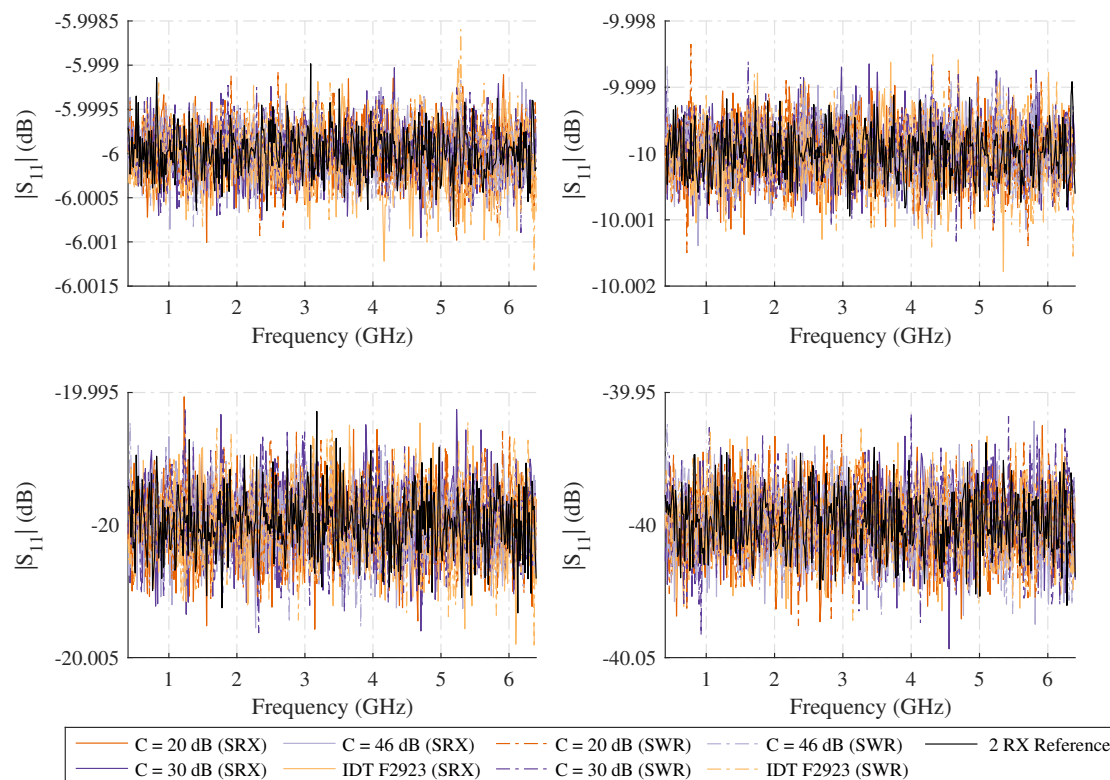 -5.9985
-5.999
-5.9995
-6
-6.0005
-6.001
-6.0015
|S11| (dB)
1 2 3 4 5 6
Frequency (GHz)
-9.998
-9.999
-10
-10.001
-10.002
|S11| (dB)
1 2 3 4 5 6
Frequency (GHz)
-19.995
-20
-20.005
|S11| (dB)
1 2 3 4 5 6
Frequency (GHz)
-39.95
-40
-40.05
|S11| (dB)
1 2 3 4 5 6
Frequency (GHz)
C = 20 dB (SRX) C = 46 dB (SRX) C = 20 dB (SWR) C = 46 dB (SWR) 2 RX Reference
C = 30 dB (SRX) IDT F2923 (SRX) C = 30 dB (SWR) IDT F2923 (SWR)